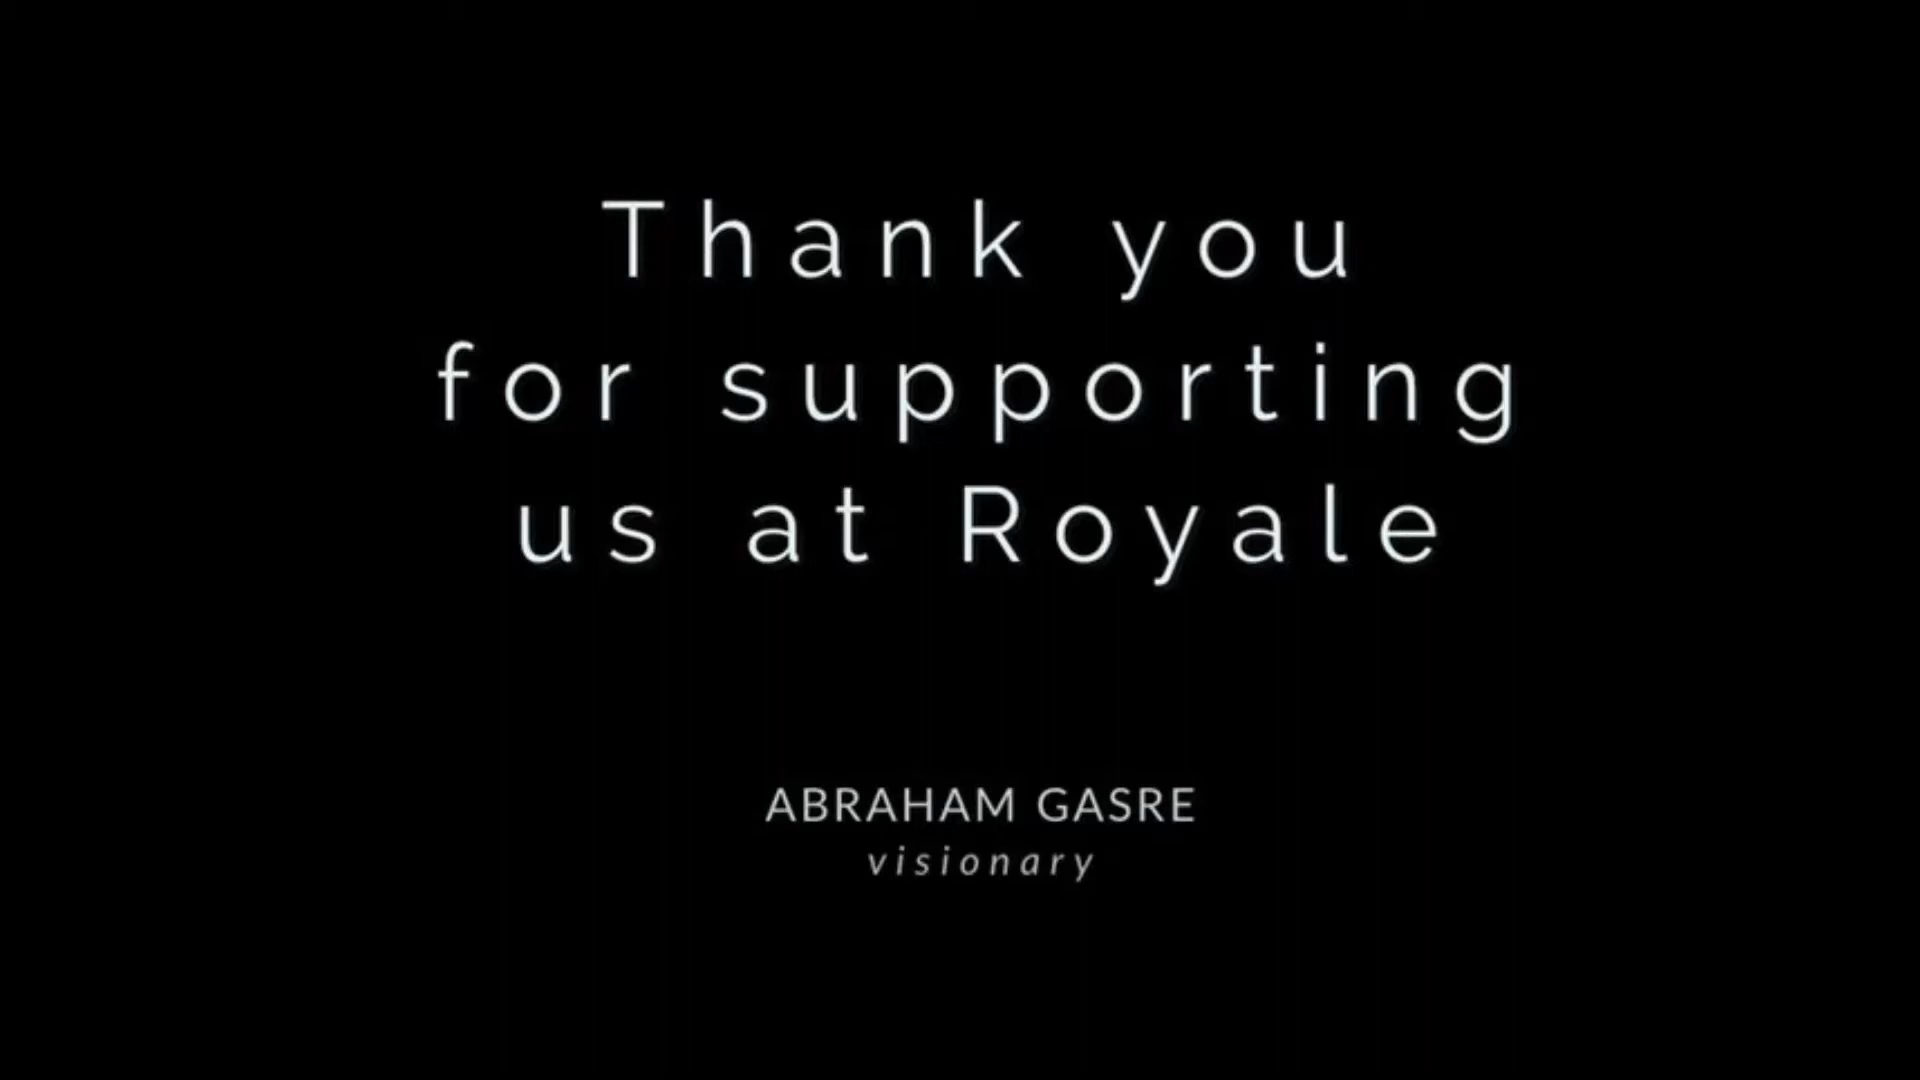 Thank you
for supporting
us at Royale
ABRAHAM GASRE
visionary